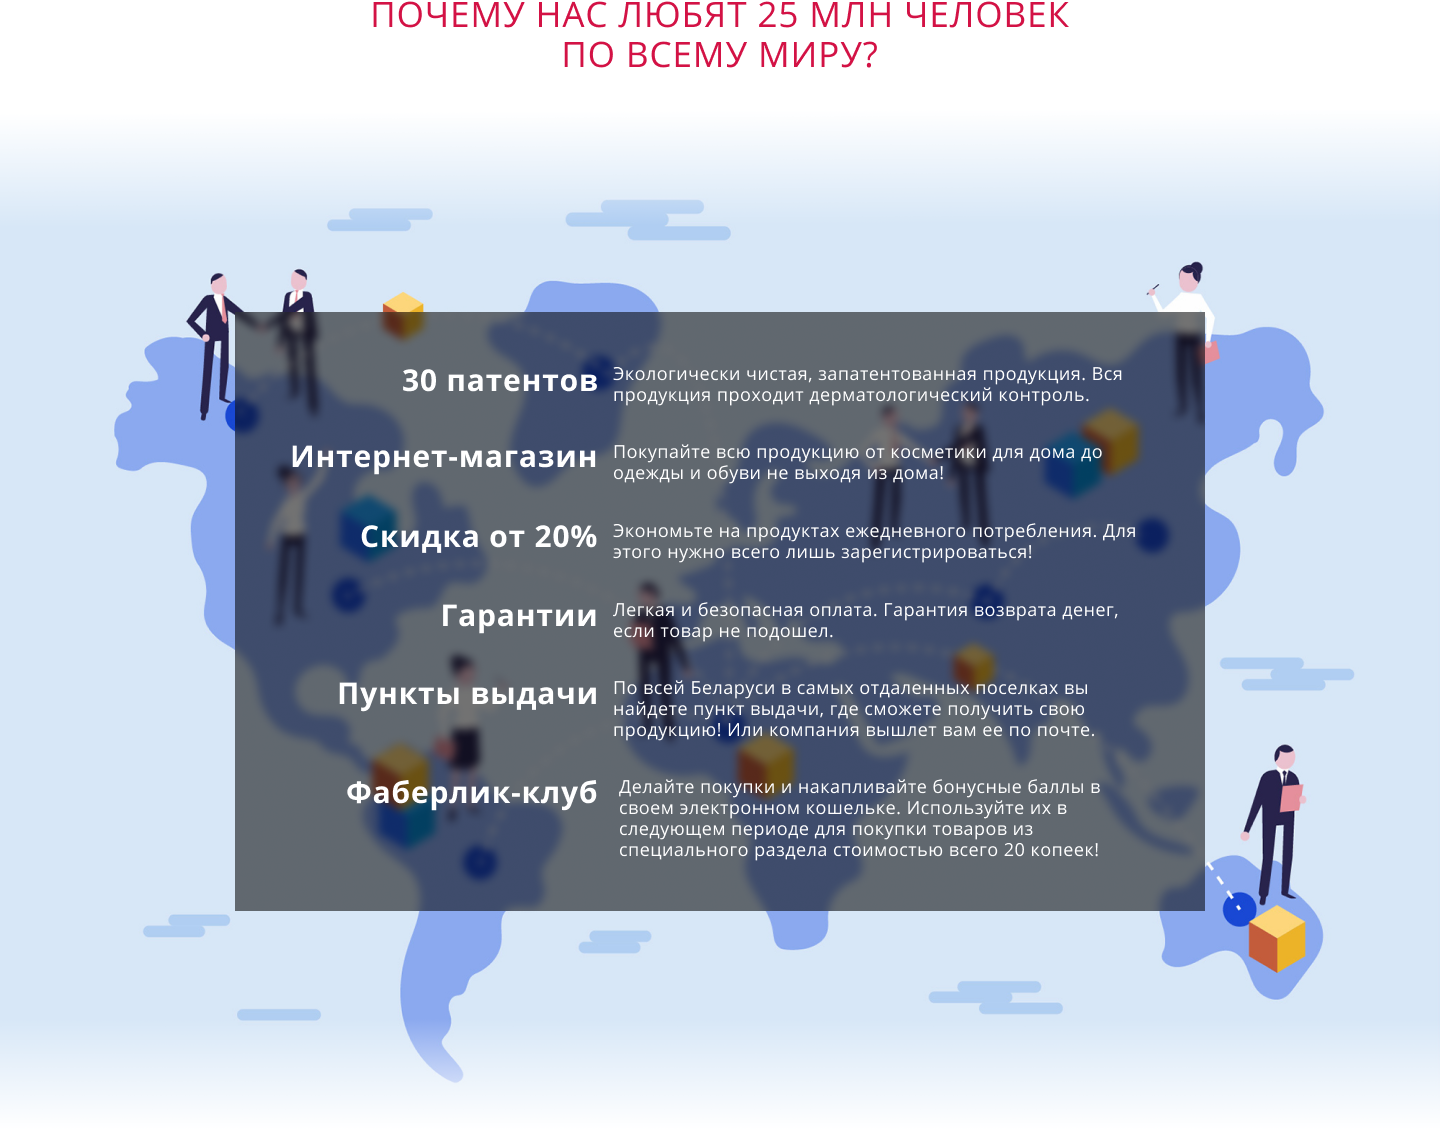 ПОЧЕМУ НАС ЛЮБЯТ 25 МЛН ЧЕЛОВЕК
ПО ВСЕМУ МИРУ?
30 патентов
Экологически чистая, запатентованная продукция. Вся
продукция проходит дерматологический контроль.
Интернет-магазин
Покупайте всю продукцию от косметики для дома до
одежды и обуви не выходя из дома!
Скидка от 20%
Экономьте на продуктах ежедневного потребления. Для
этого нужно всего лишь зарегистрироваться!
Гарантии
Легкая и безопасная оплата. Гарантия возврата денег,
если товар не подошел.
Пункты выдачи
По всей Беларуси в самых отдаленных поселках вы
найдете пункт выдачи, где сможете получить свою
продукцию! Или компания вышлет вам ее по почте.
Фаберлик-клуб
Делайте покупки и накапливайте бонусные баллы в
своем электронном кошельке. Используйте их в
следующем периоде для покупки товаров из
специального раздела стоимостью всего 20 копеек!